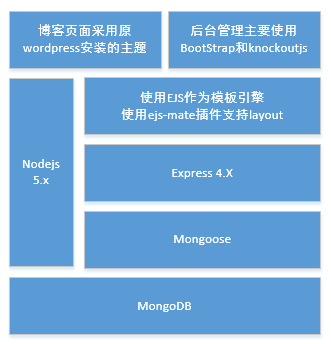 博客页面采用原
wordpress安装的主题
后台管理主要使用
BootStrap和knockoutjs
使用EJS作为模板引擎
使用ejs-mate插件支持layout
Nodejs
5.x
Express 4.X
Mongoose
MongoDB